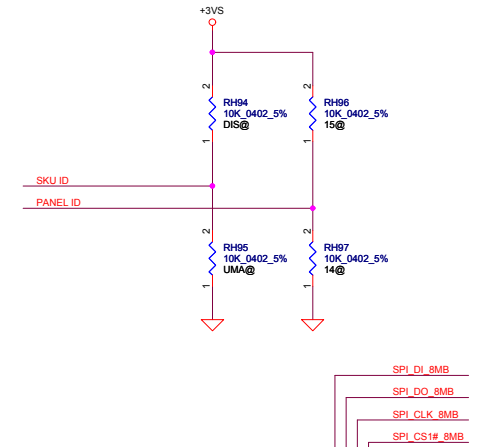 +3VS
2
2
RH94
10K_0402_5%
DIS@
RH96
10K_0402_5%
15@
1
1
SKU ID
PANEL ID
2
2
RH95
10K_0402_5%
UMA@
RH97
10K_0402_5%
14@
1
1
SPI_DI_8MB
SPI_DO_8MB
SPI_CLK_8MB
SPI_CS1#_8MB